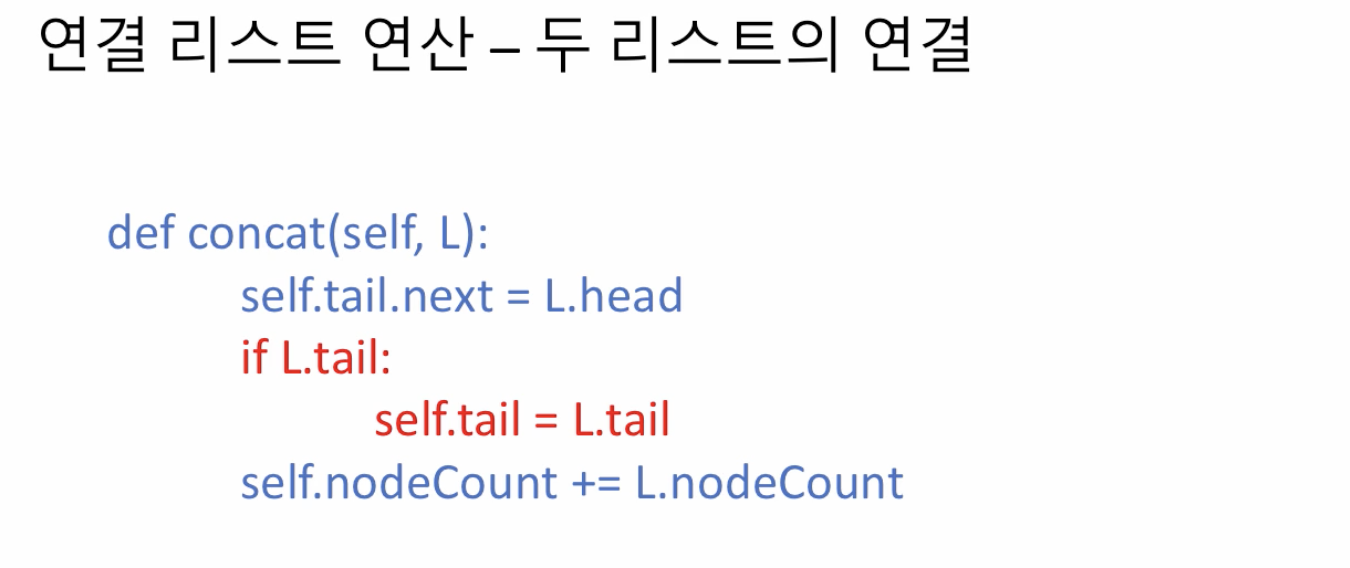 연결 리스트 연산 – 두 리스트의 연결
def concat(self, L):
self.tail.next = L.head
if L.tail:
self.tail = L.tail
self.nodeCount += L.nodeCount